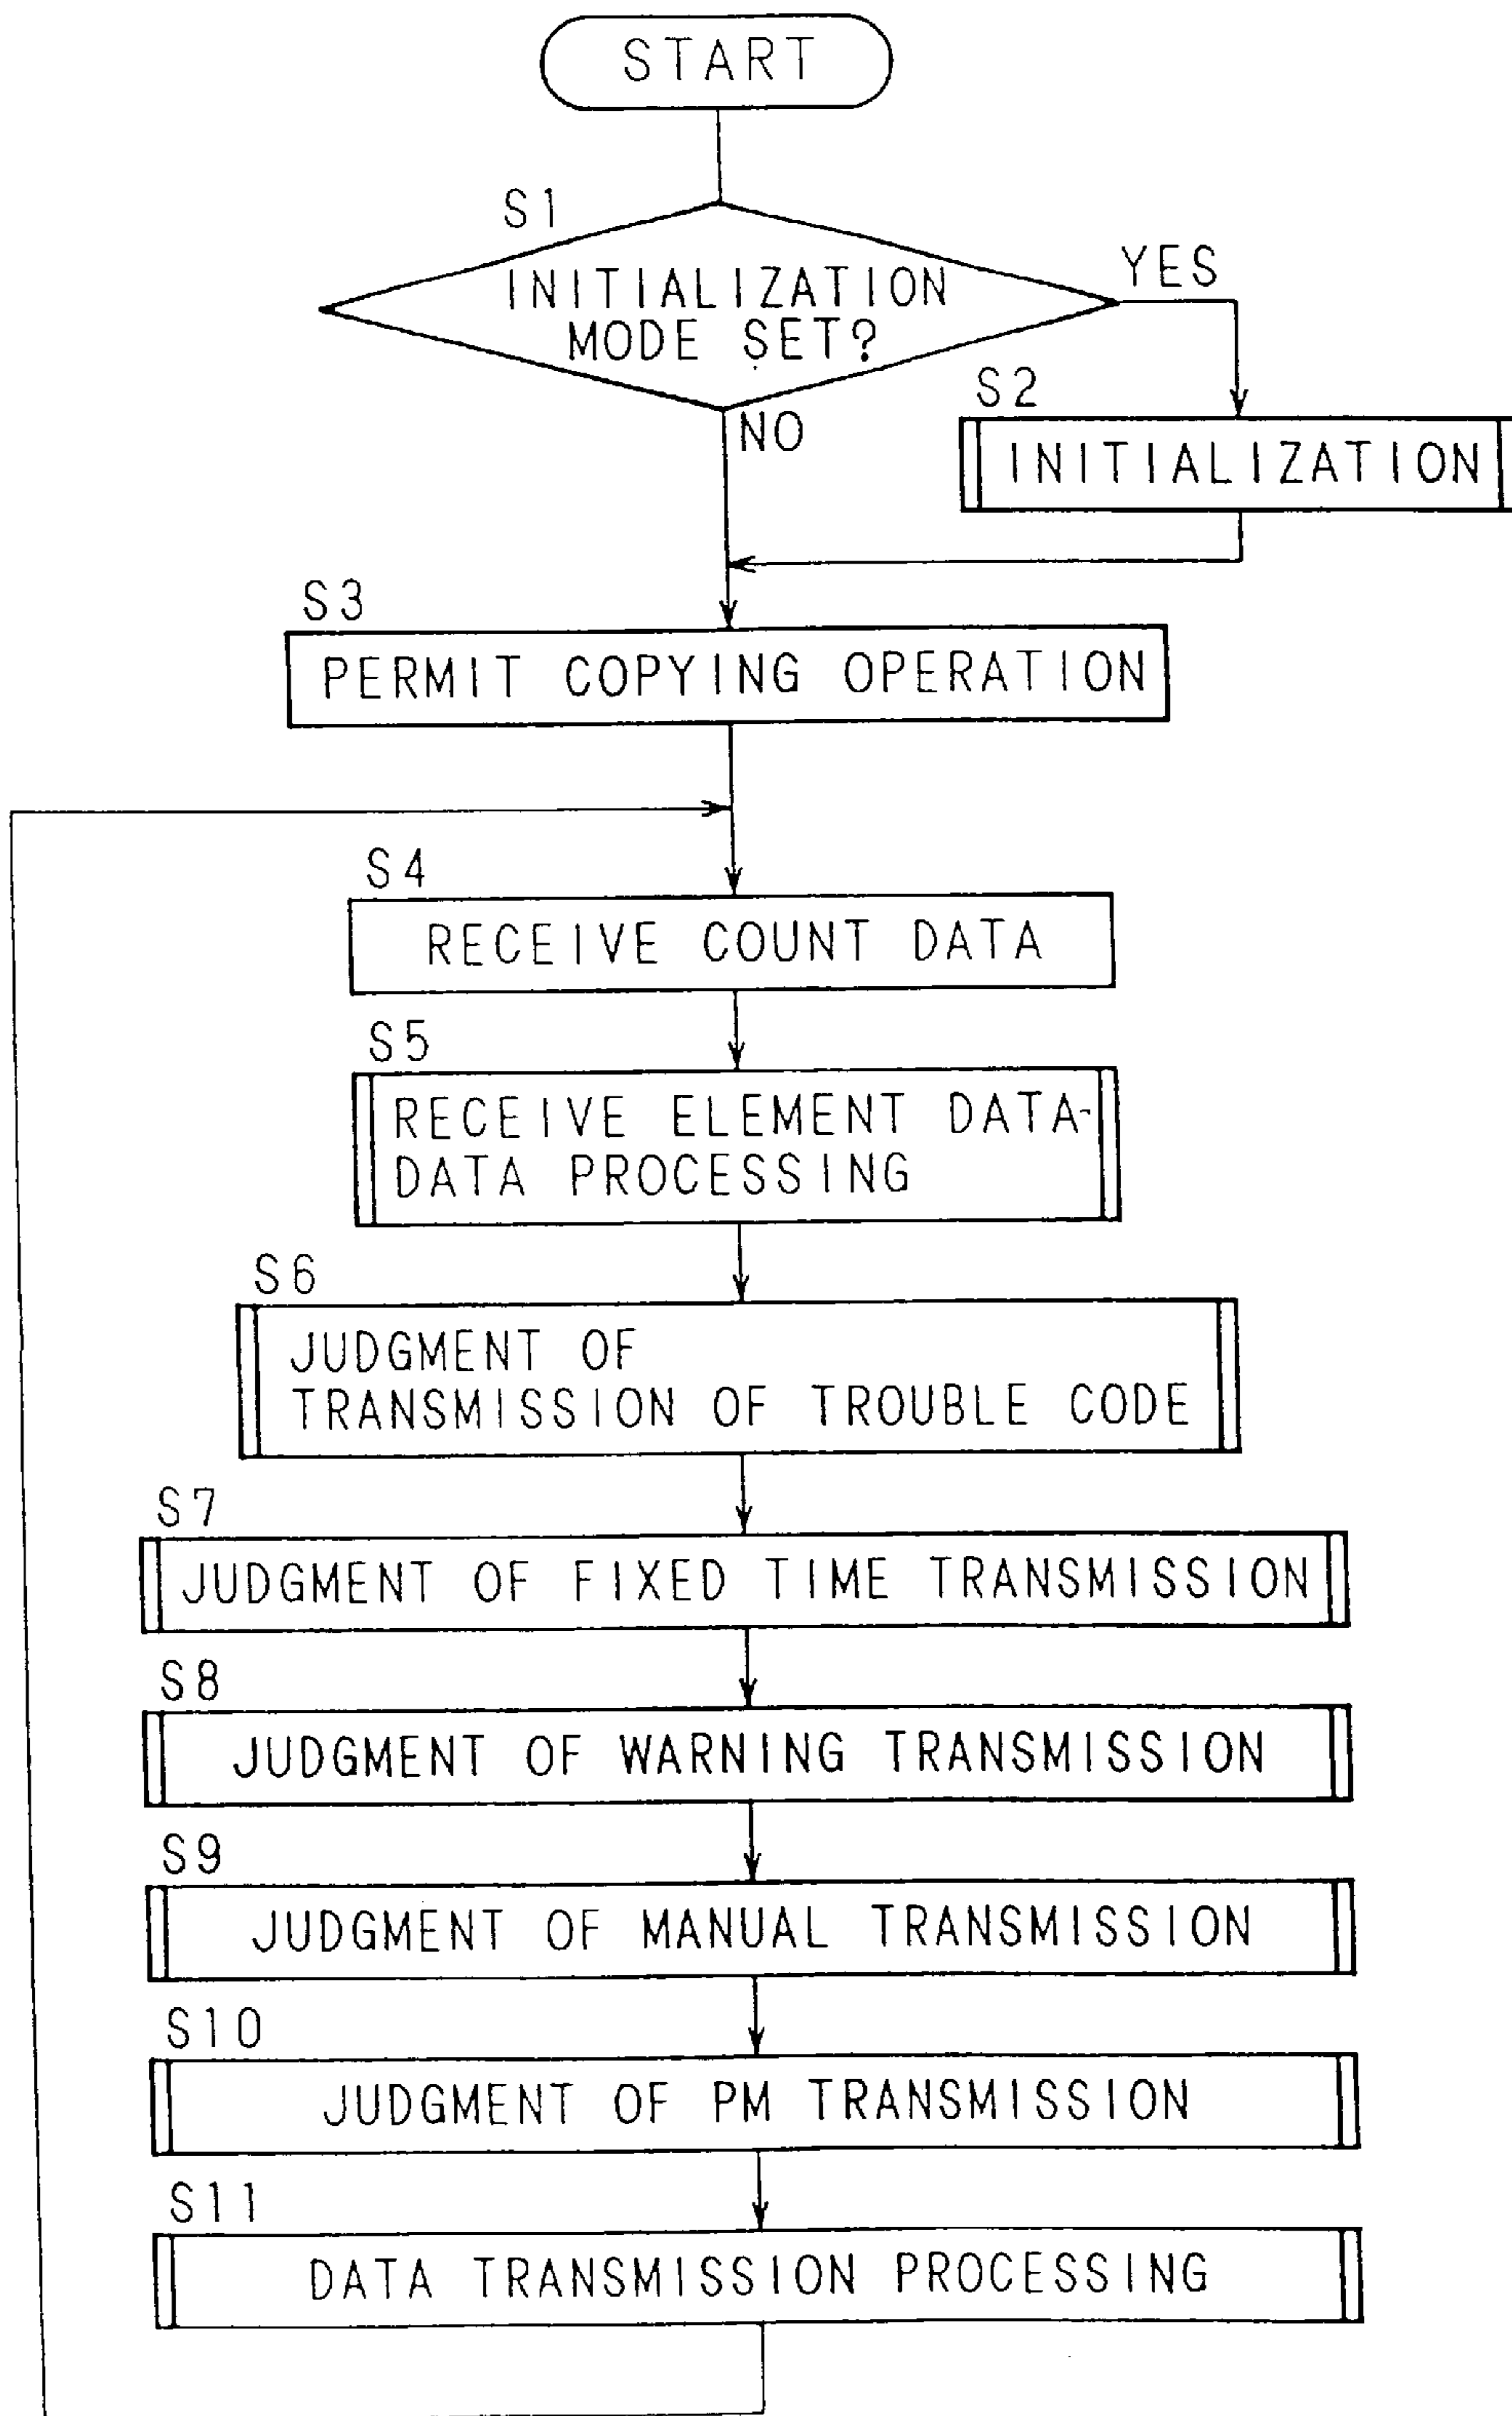 START
S1
INITIALIZATION
MODE SET?
YES
NO
S2
INITIALIZATION
S3
PERMIT COPYING OPERATION
S4
RECEIVE COUNT DATA
S5
RECEIVE ELEMENT DATA-
DATA PROCESSING
S6
JUDGMENT OF
TRANSMISSION OF TROUBLE CODE
S7
JUDGMENT OF FIXED TIME TRANSMISSION
S8
JUDGMENT OF WARNING TRANSMISSION
S9
JUDGMENT OF MANUAL TRANSMISSION
S10
JUDGMENT OF PM TRANSMISSION
S11
DATA TRANSMISSION PROCESSING